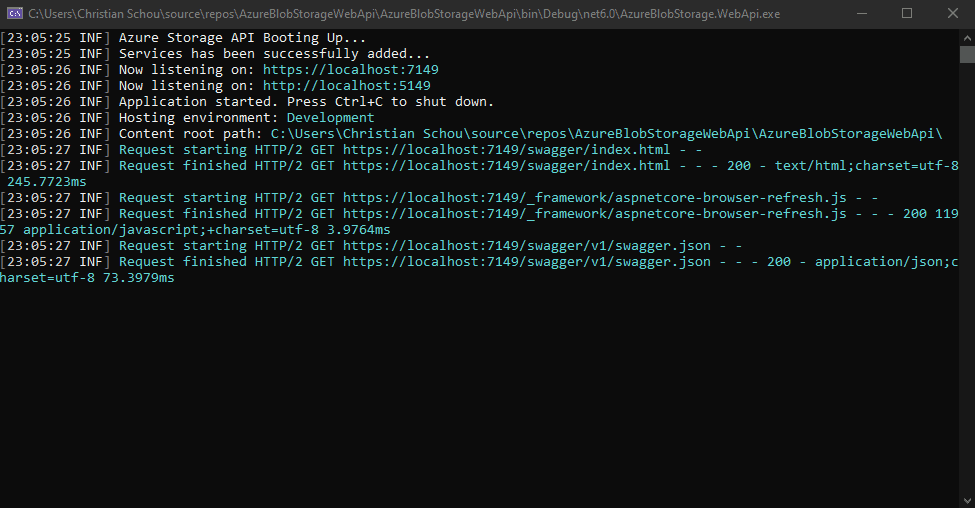 C:\Users\Christian Schou\source\repos\AzureBlobStorageWebApi\AzureBlobStorageWebApi\bin\Debug\net6.0\AzureBlobStorage.WebApi.exe
[23:05:25 INF] Azure Storage API Booting Up...
[23:05:25 INF] Services has been successfully added...
[23:05:26 INF] Now listening on: https://localhost:7149
[23:05:26 INF] Now listening on: http://localhost:5149
[23:05:26 INF] Application started. Press Ctrl+C to shut down.
[23:05:26 INF] Hosting environment: Development
[23:05:26 INF] Content root path: C:\Users\Christian Schou\source\repos\AzureBlobStorageWebApi\AzureBlobStorageWebApi\
[23:05:27 INF] Request starting HTTP/2 GET https://localhost:7149/swagger/index.html - -
[23:05:27 INF] Request finished HTTP/2 GET https://localhost:7149/swagger/index.html - - - 200 - text/html;charset=utf-8
 245.7723ms
[23:05:27 INF] Request starting HTTP/2 GET https://localhost:7149/_framework/aspnetcore-browser-refresh.js - -
[23:05:27 INF] Request finished HTTP/2 GET https://localhost:7149/_framework/aspnetcore-browser-refresh.js - - - 200 119
57 application/javascript;+charset=utf-8 3.9764ms
[23:05:27 INF] Request starting HTTP/2 GET https://localhost:7149/swagger/v1/swagger.json - -
[23:05:27 INF] Request finished HTTP/2 GET https://localhost:7149/swagger/v1/swagger.json - - - 200 - application/json;c
harset=utf-8 73.3979ms